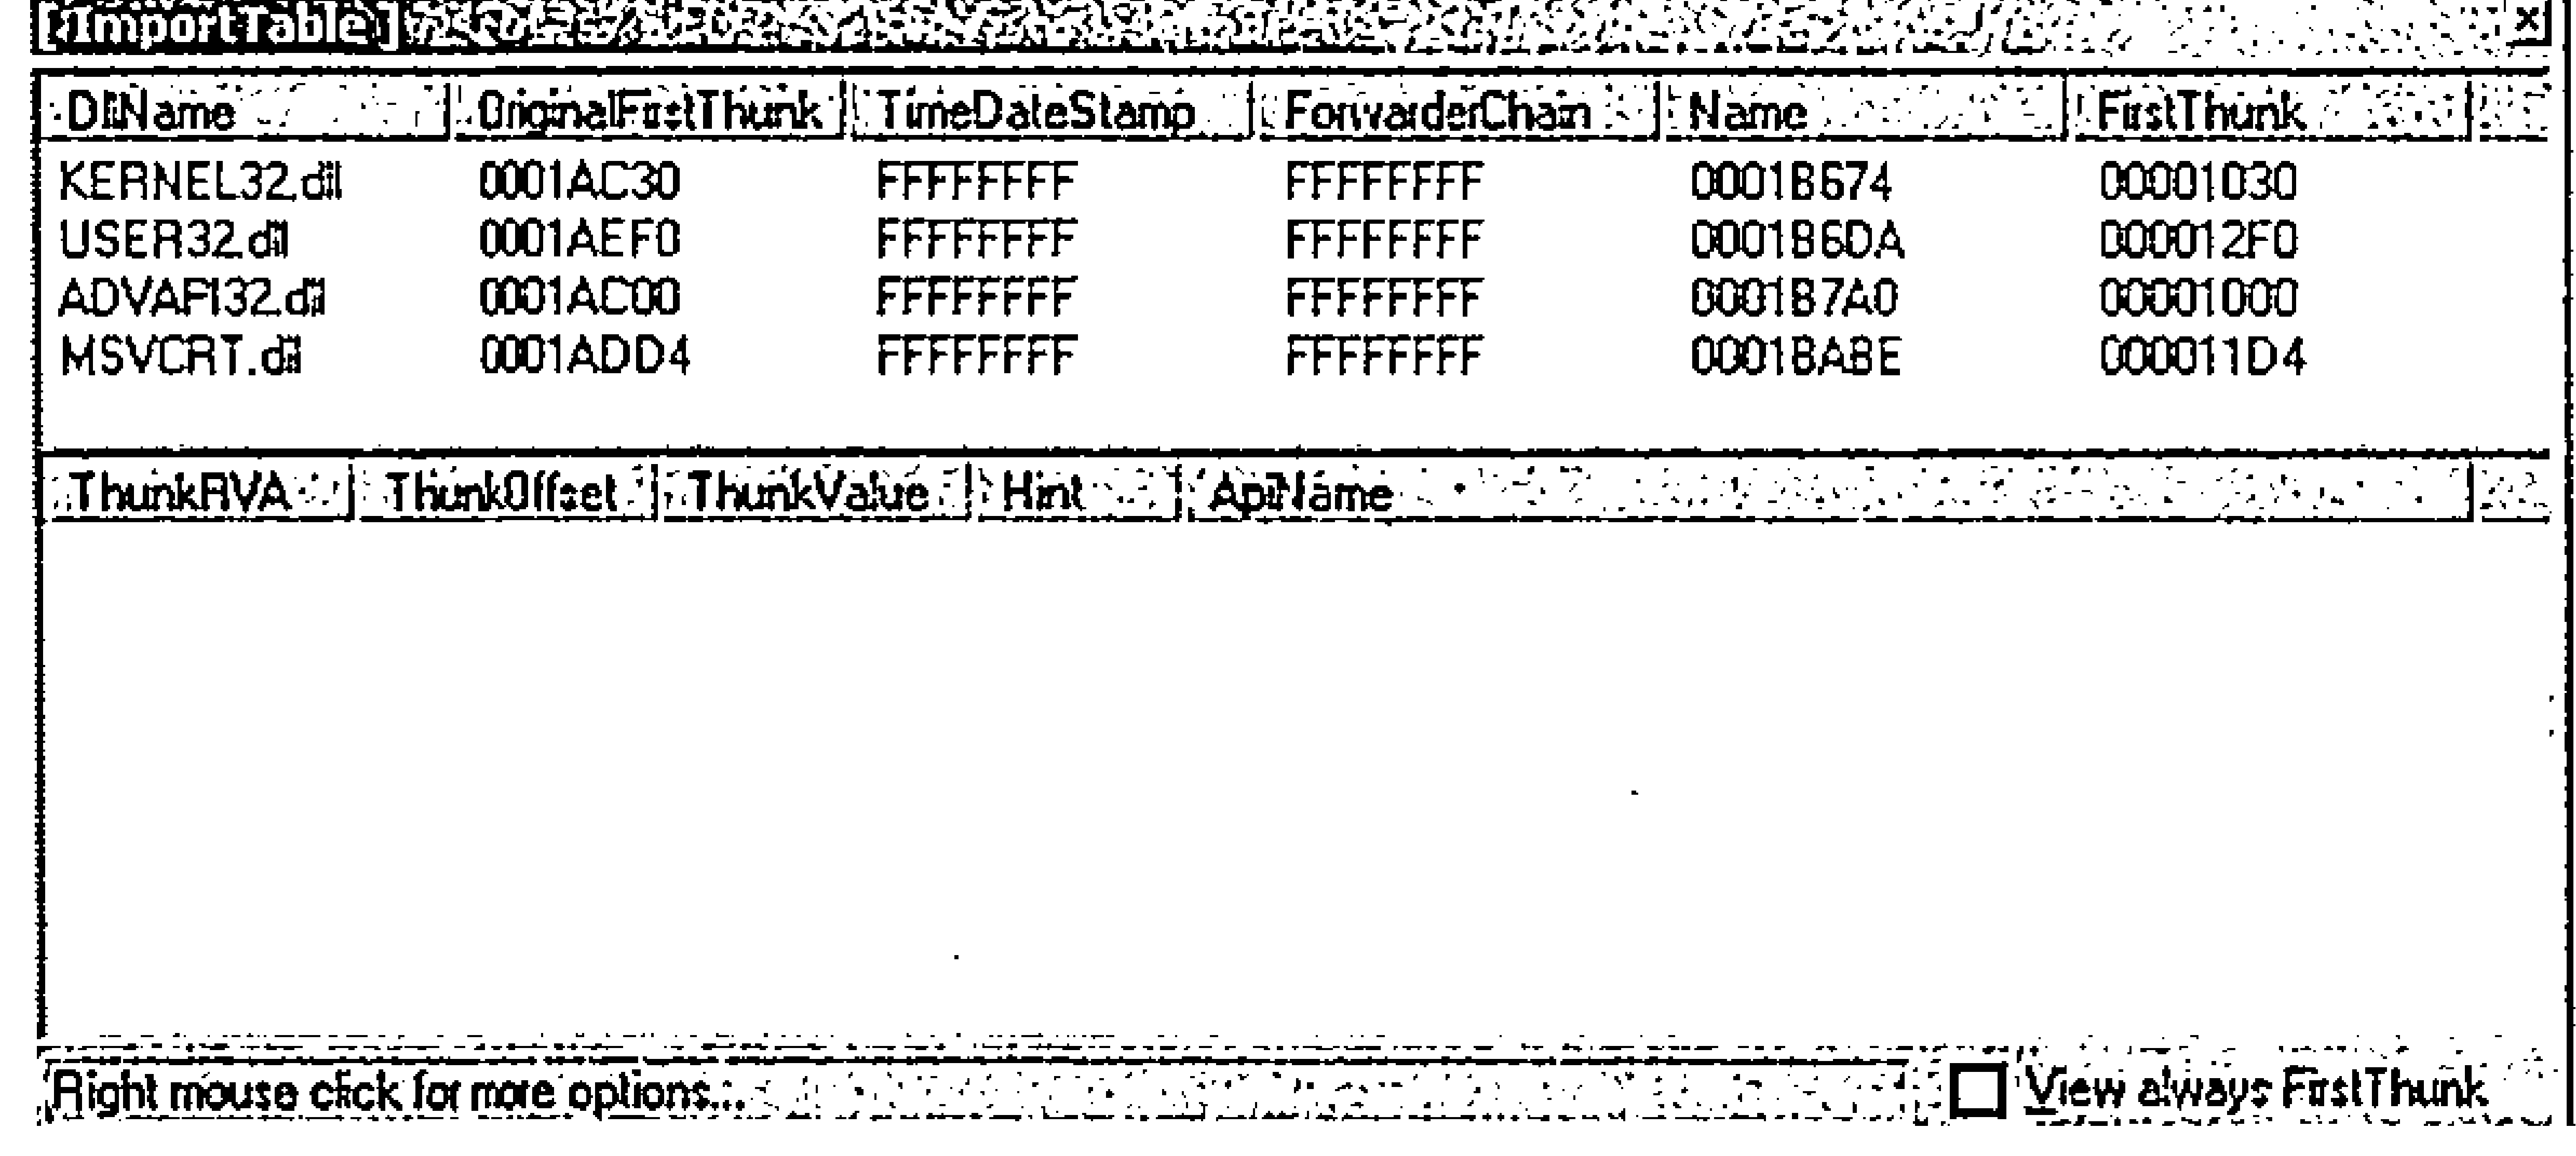 [ ImportTable ]
DllName OriginalFirstThunk TimeDateStamp ForwarderChain Name FirstThunk
KERNEL32.dll 0001AC30 FFFFFFFF FFFFFFFF 0001B674 00001030
USER32.dll 0001AEF0 FFFFFFFF FFFFFFFF 0001B6DA 000012F0
ADVAPI32.dll 0001AC00 FFFFFFFF FFFFFFFF 0001B7A0 00001000
MSVCRT.dll 0001ADD4 FFFFFFFF FFFFFFFF 000011D4
ThunkRVA ThunkOffset ThunkValue Hint ApiName
Right mouse click for more options... View always FirstThunk